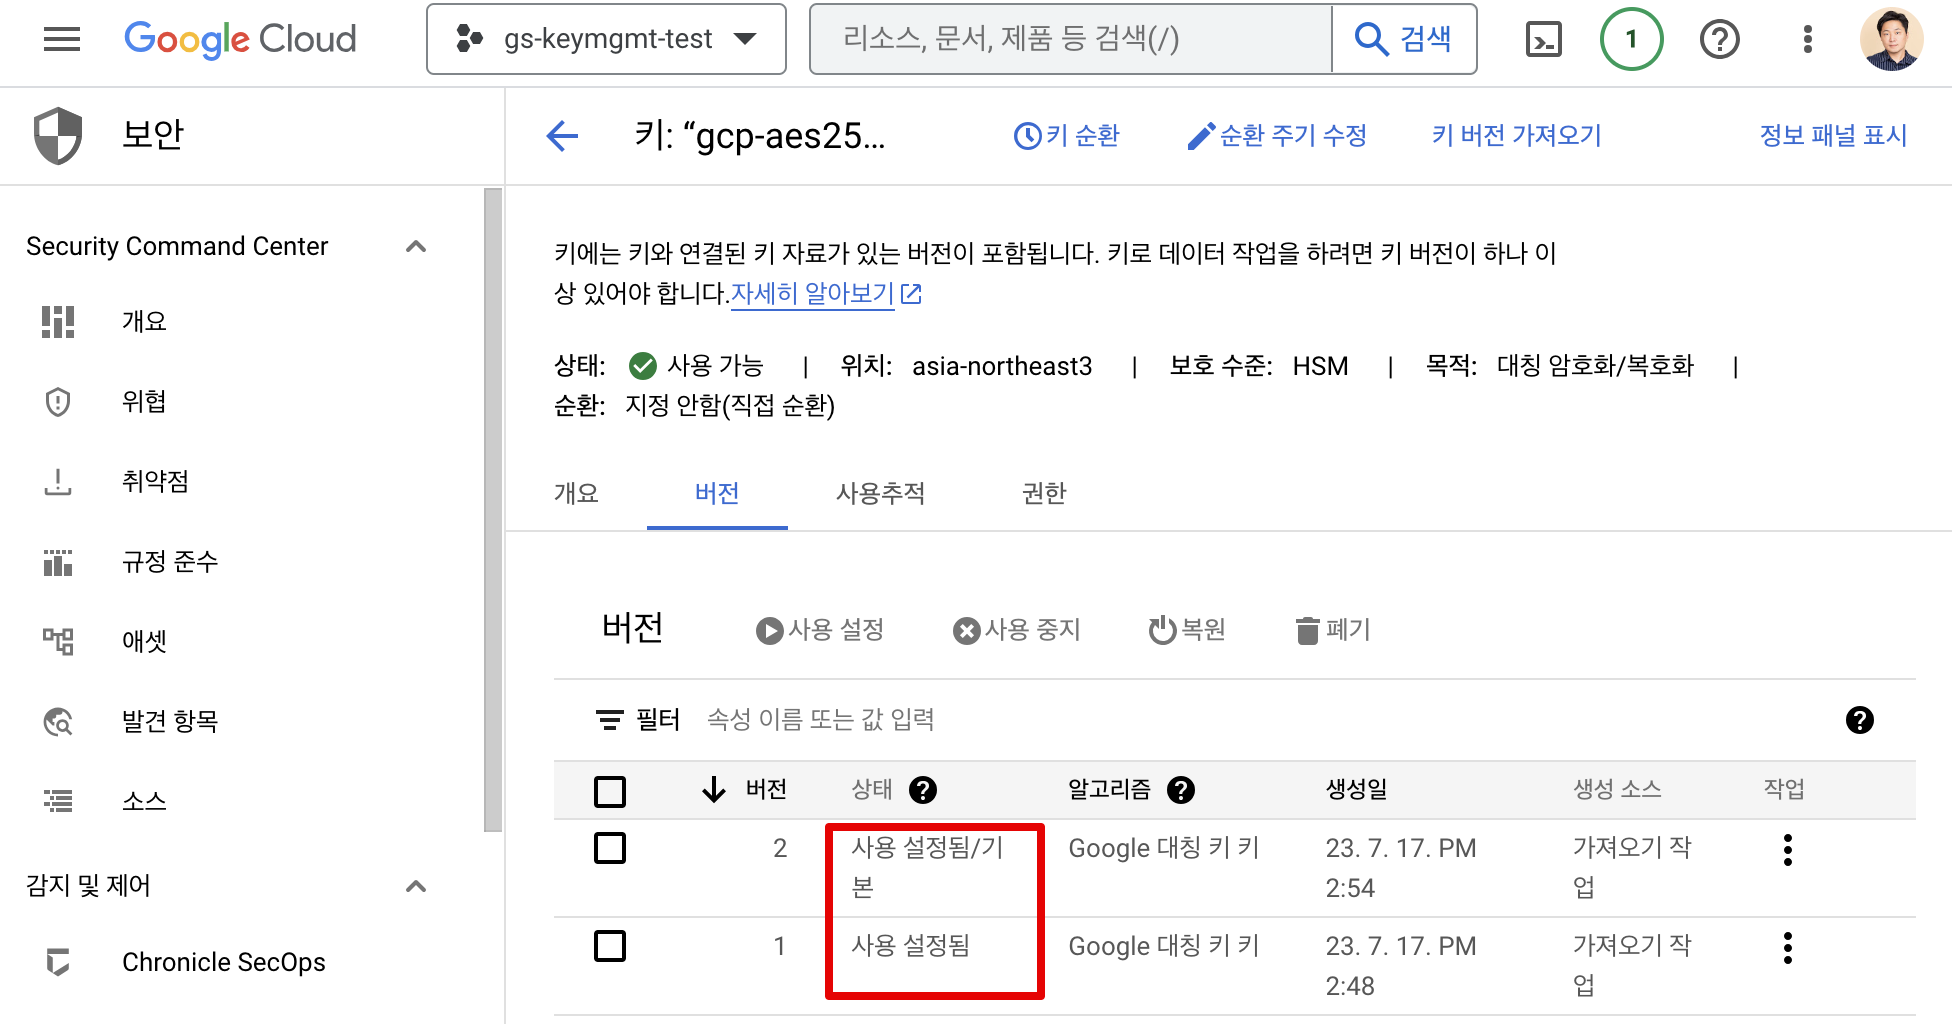 Google Cloud
gs-keymgmt-test
리소스, 문서, 제품 등 검색(/)
검색
1
보안
키: “gcp-aes25...
키 순환
순환 주기 수정
키 버전 가져오기
정보 패널 표시
Security Command Center
개요
위협
취약점
규정 준수
애셋
발견 항목
소스
감지 및 제어
Chronicle SecOps
키에는 키와 연결된 키 자료가 있는 버전이 포함됩니다. 키로 데이터 작업을 하려면 키 버전이 하나 이
상 있어야 합니다.자세히 알아보기
상태: 사용 가능 | 위치: asia-northeast3 | 보호 수준: HSM | 목적: 대칭 암호화/복호화 |
순환: 지정 안함(직접 순환)
개요 버전 사용추적 권한
버전 사용 설정 사용 중지 복원 폐기
필터 속성 이름 또는 값 입력
버전 상태 알고리즘 생성일 생성 소스 작업
2 사용 설정됨/기 Google 대칭 키 키 23. 7. 17. PM 가져오기 작
본 2:54 업
1 사용 설정됨 Google 대칭 키 키 23. 7. 17. PM 가져오기 작
2:48 업